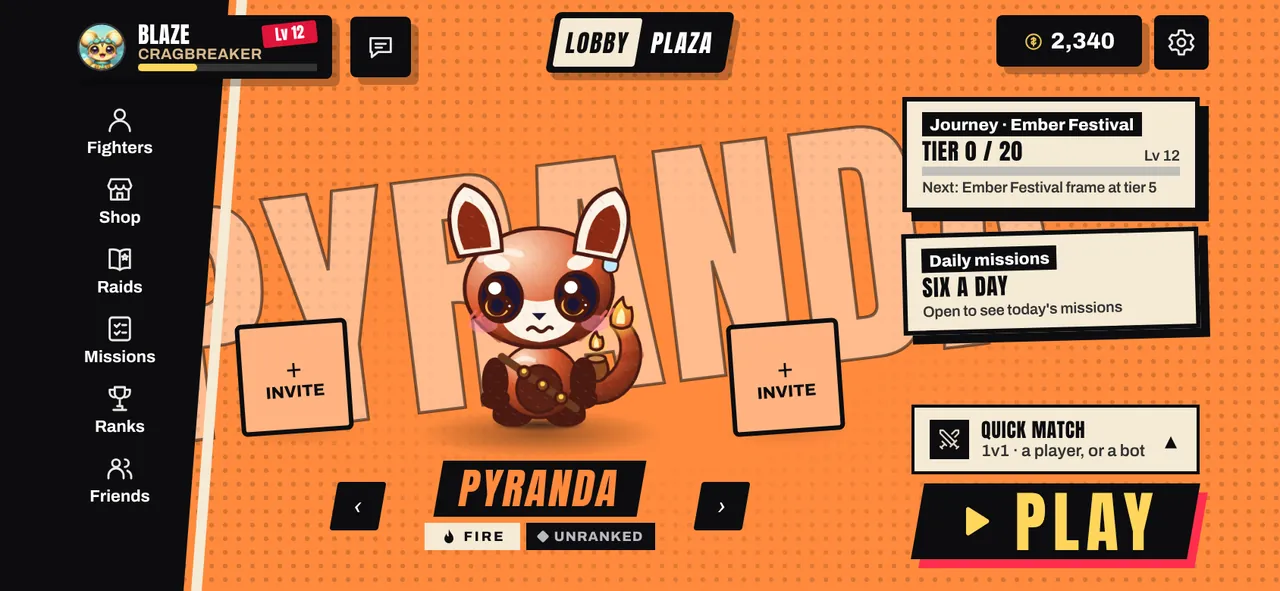 BLAZE
Lv 12
CRAGBREAKER
LOBBY
PLAZA
2,340
Fighters
Shop
Raids
Missions
Ranks
Friends
PYRANDA
Journey · Ember Festival
TIER 0 / 20
Lv 12
Next: Ember Festival frame at tier 5
Daily missions
SIX A DAY
Open to see today's missions
+
INVITE
+
INVITE
QUICK MATCH
1v1 · a player, or a bot
▲
‹
PYRANDA
›
FIRE
UNRANKED
PLAY